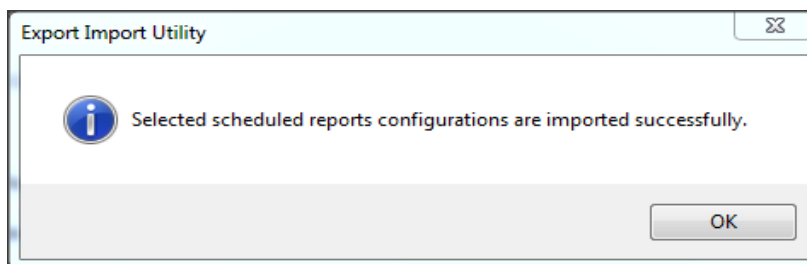 Export Import Utility
Selected scheduled reports configurations are imported successfully.
OK